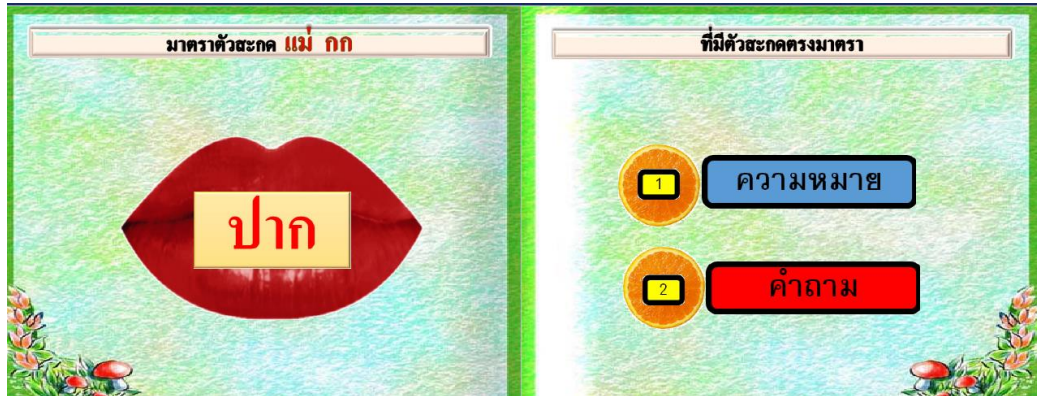 มาตราตัวสะกด แม่ กก
ปาก
ที่มีตัวสะกดตรงมาตรา
1 ความหมาย
2 คำถาม